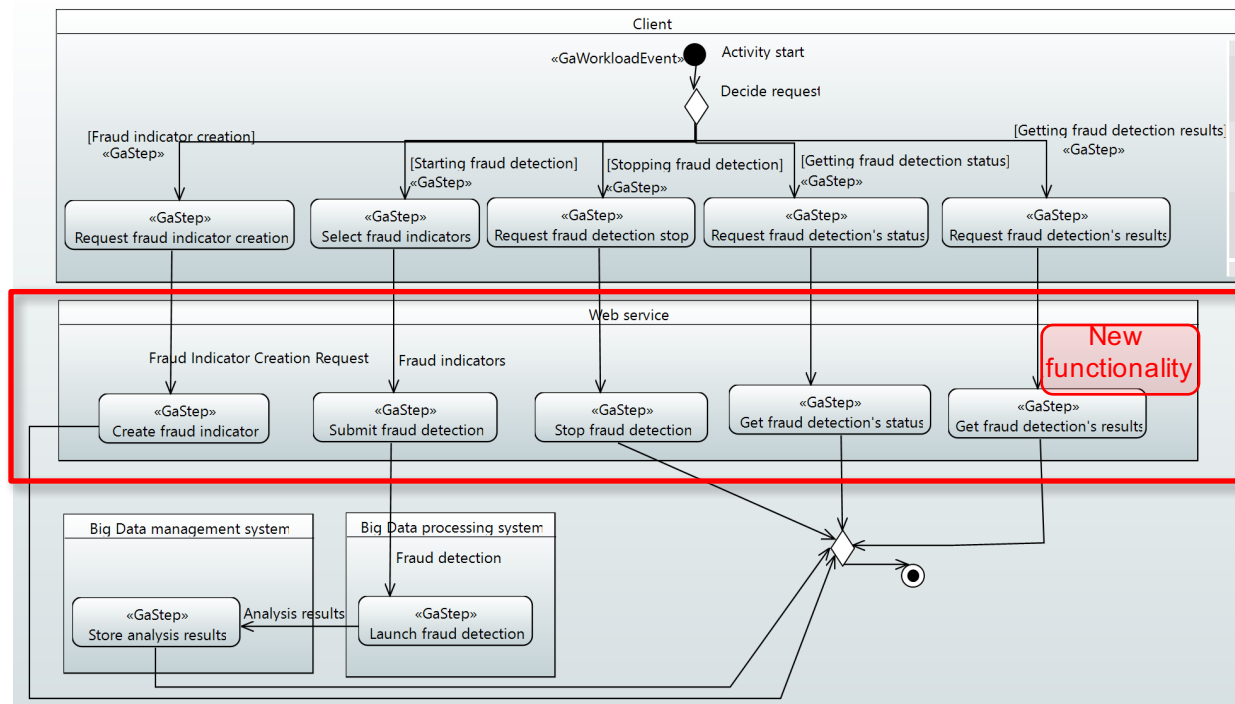 Client
«GaWorkloadEvent»
Activity start
Decide request
[Fraud indicator creation]
«GaStep»
[Starting fraud detection]
«GaStep»
[Stopping fraud detection]
«GaStep»
[Getting fraud detection status]
«GaStep»
[Getting fraud detection results]
«GaStep»
«GaStep»
Request fraud indicator creation
«GaStep»
Select fraud indicators
«GaStep»
Request fraud detection stop
«GaStep»
Request fraud detection's status
«GaStep»
Request fraud detection's results
Web service
New
functionality
Fraud Indicator Creation Request
Fraud indicators
«GaStep»
Create fraud indicator
«GaStep»
Submit fraud detection
«GaStep»
Stop fraud detection
«GaStep»
Get fraud detection's status
«GaStep»
Get fraud detection's results
Big Data management system
Big Data processing system
Fraud detection
«GaStep»
Store analysis results
Analysis results
«GaStep»
Launch fraud detection